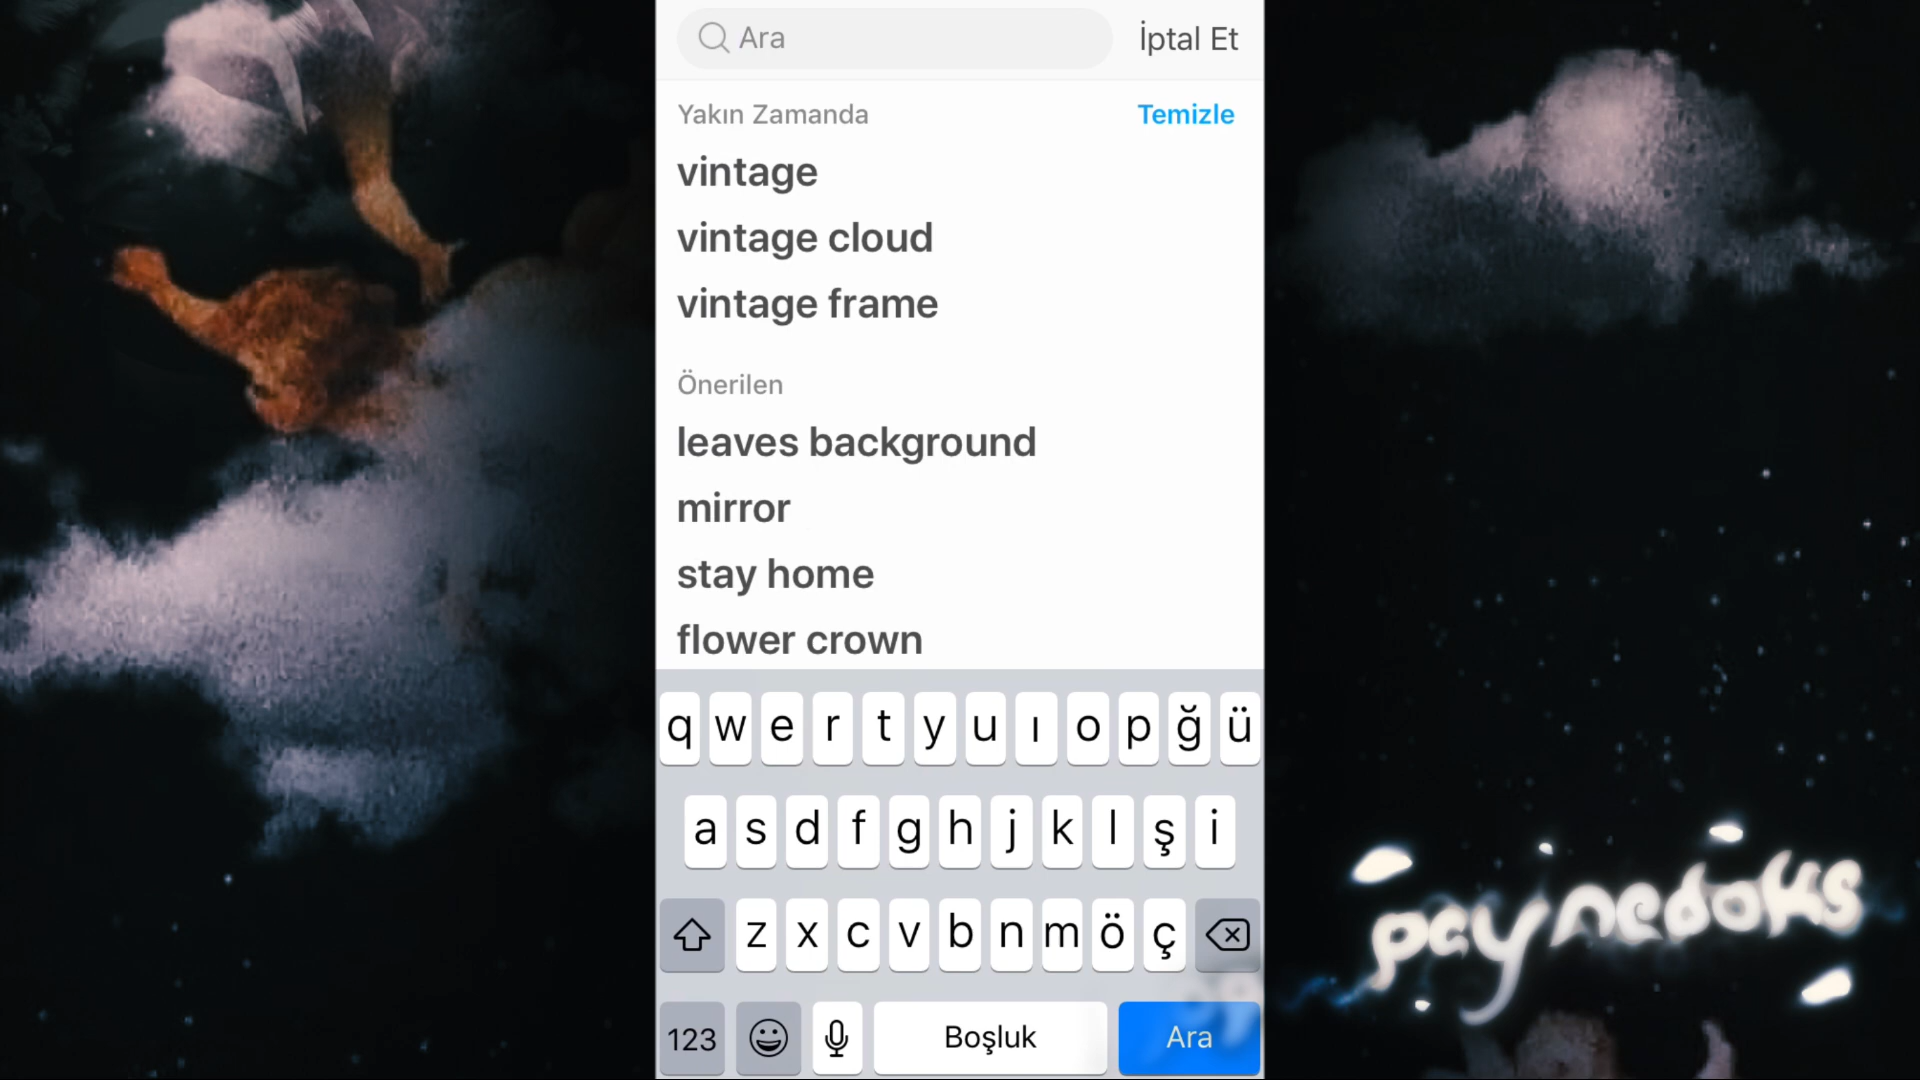 Ara İptal Et
Yakın Zamanda Temizle
vintage
vintage cloud
vintage frame
Önerilen
leaves background
mirror
stay home
flower crown
q w e r t y u ı o p ğ ü
a s d f g h j k l ş i
z x c v b n m ö ç
123 Boşluk Ara
paynedoks